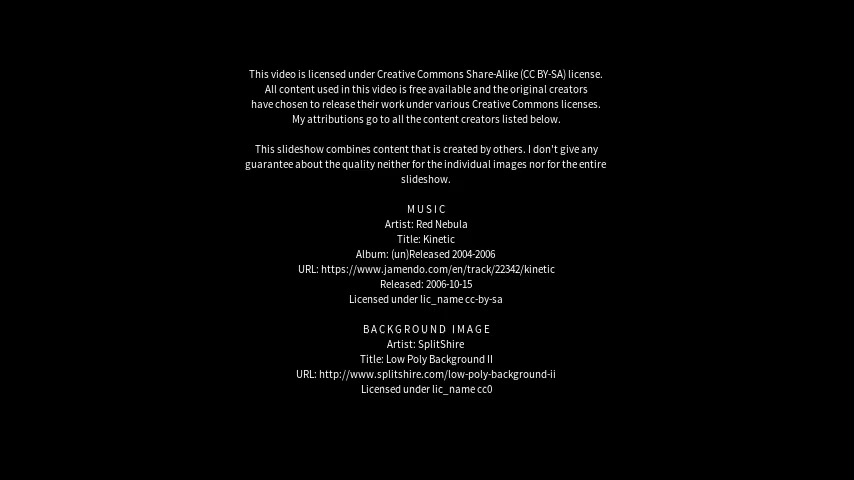 This video is licensed under Creative Commons Share-Alike (CC BY-SA) license.
All content used in this video is free available and the original creators
have chosen to release their work under various Creative Commons licenses.
My attributions go to all the content creators listed below.
This slideshow combines content that is created by others. I don't give any
guarantee about the quality neither for the individual images nor for the entire
slideshow.
MUSIC
Artist: Red Nebula
Title: Kinetic
Album: (un)Released 2004-2006
URL: https://www.jamendo.com/en/track/22342/kinetic
Released: 2006-10-15
Licensed under lic_name cc-by-sa
BACKGROUND IMAGE
Artist: SplitShire
Title: Low Poly Background II
URL: http://www.splitshire.com/low-poly-background-ii
Licensed under lic_name cc0